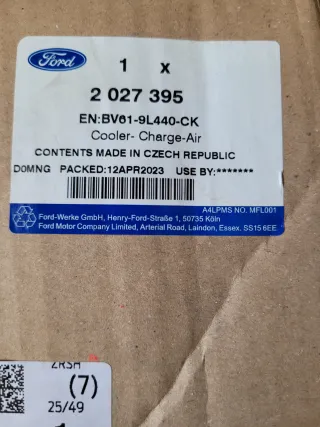 Ford
1 x
2 027 395
EN:BV61-9L440-CK
Cooler- Charge-Air
CONTENTS MADE IN CZECH REPUBLIC
D0MNG PACKED:12APR2023 USE BY:*******
A4LPMS NO. MFL001
Ford-Werke GmbH, Henry-Ford-Straße 1, 50735 Köln
Ford Motor Company Limited, Arterial Road, Laindon, Essex. SS15 6EE
2RSH
(7)
25/49